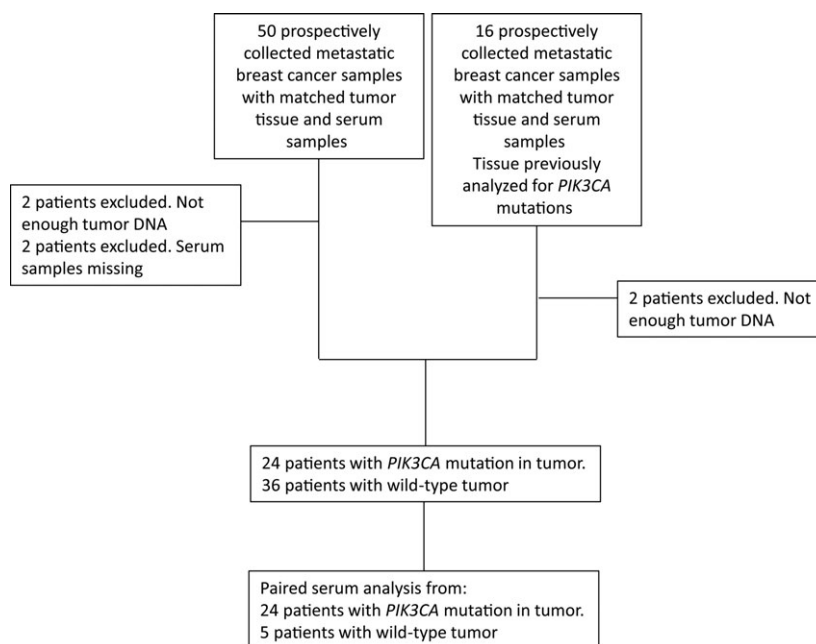 50 prospectively
collected metastatic
breast cancer samples
with matched tumor
tissue and serum
samples
16 prospectively
collected metastatic
breast cancer samples
with matched tumor
tissue and serum
samples
Tissue previously
analyzed for PIK3CA
mutations
2 patients excluded. Not
enough tumor DNA
2 patients excluded. Serum
samples missing
2 patients excluded. Not
enough tumor DNA
24 patients with PIK3CA mutation in tumor.
36 patients with wild-type tumor
Paired serum analysis from:
24 patients with PIK3CA mutation in tumor.
5 patients with wild-type tumor